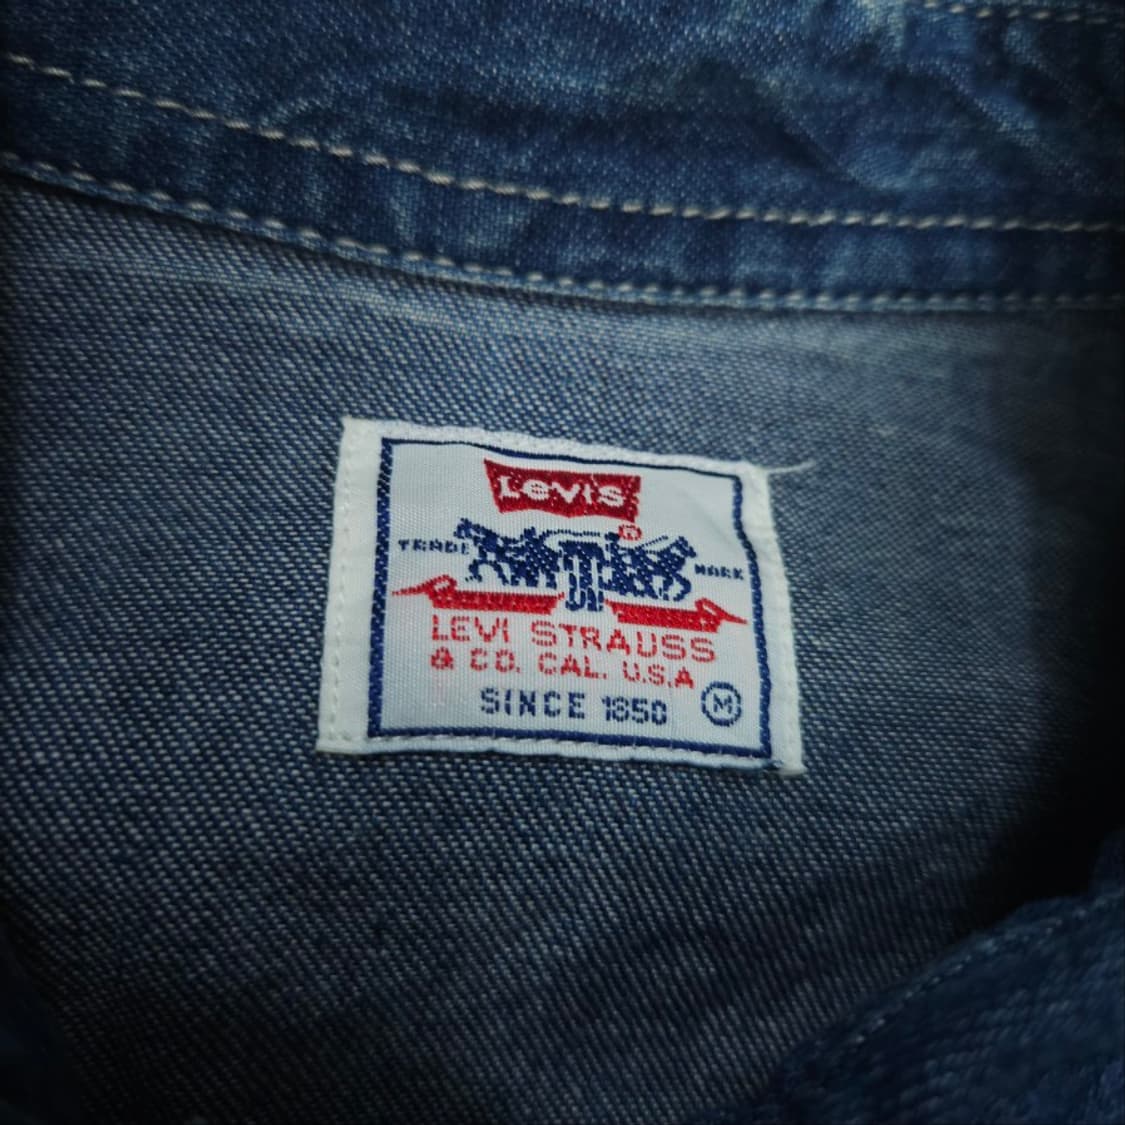 Levi's
®
TRADE MARK
LEVI STRAUSS
& CO. CAL. U.S.A
SINCE 1850 M